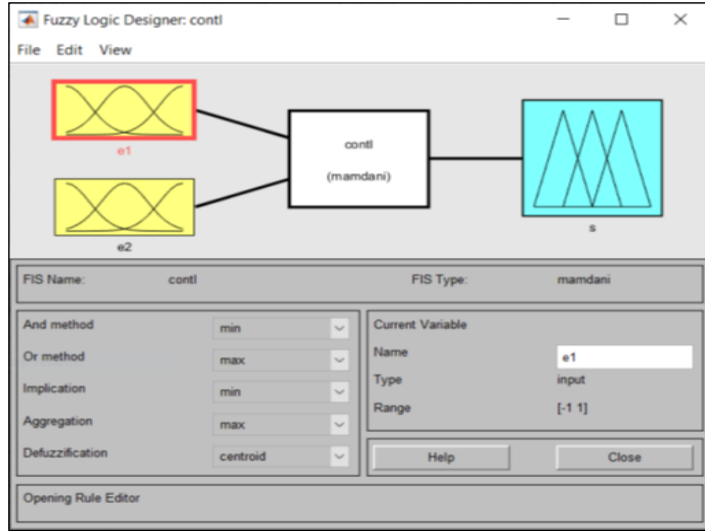 Fuzzy Logic Designer: contl
File Edit View
e1
contl
(mamdani)
e2
s
FIS Name: contl FIS Type: mamdani
And method min
Or method max
Implication min
Aggregation max
Defuzzification centroid
Current Variable
Name e1
Type input
Range [-1 1]
Help Close
Opening Rule Editor